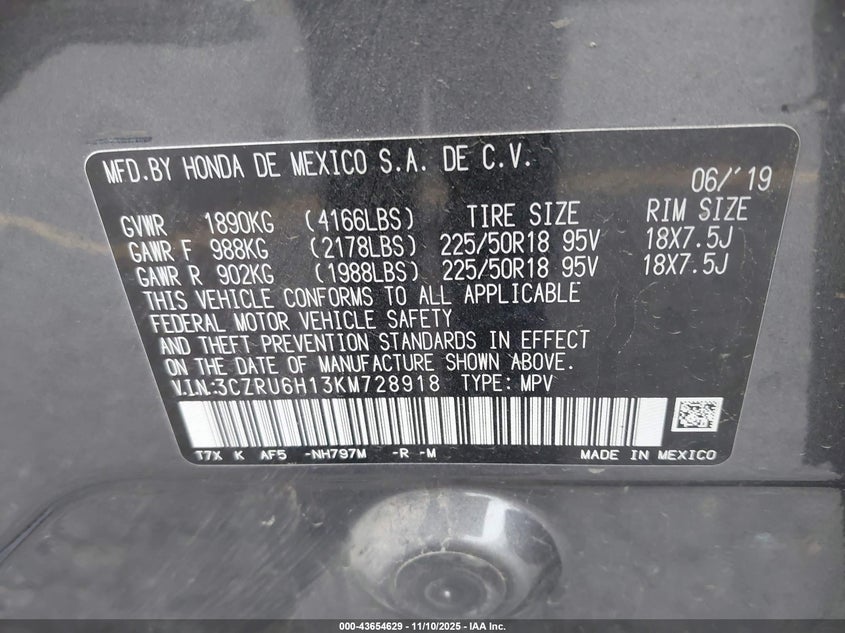 MFD.BY HONDA DE MEXICO S.A. DE C.V.
06/'19
GVWR 1890KG (4166LBS) TIRE SIZE RIM SIZE
GAWR F 988KG (2178LBS) 225/50R18 95V 18X7.5J
GAWR R 902KG (1988LBS) 225/50R18 95V 18X7.5J
THIS VEHICLE CONFORMS TO ALL APPLICABLE
FEDERAL MOTOR VEHICLE SAFETY
AND THEFT PREVENTION STANDARDS IN EFFECT
ON THE DATE OF MANUFACTURE SHOWN ABOVE.
V.I.N:3CZRU6H13KM728918 TYPE: MPV
T7X K AF5 -NH797M -R -M MADE IN MEXICO
000-43654629 - 11/10/2025 - IAA Inc.